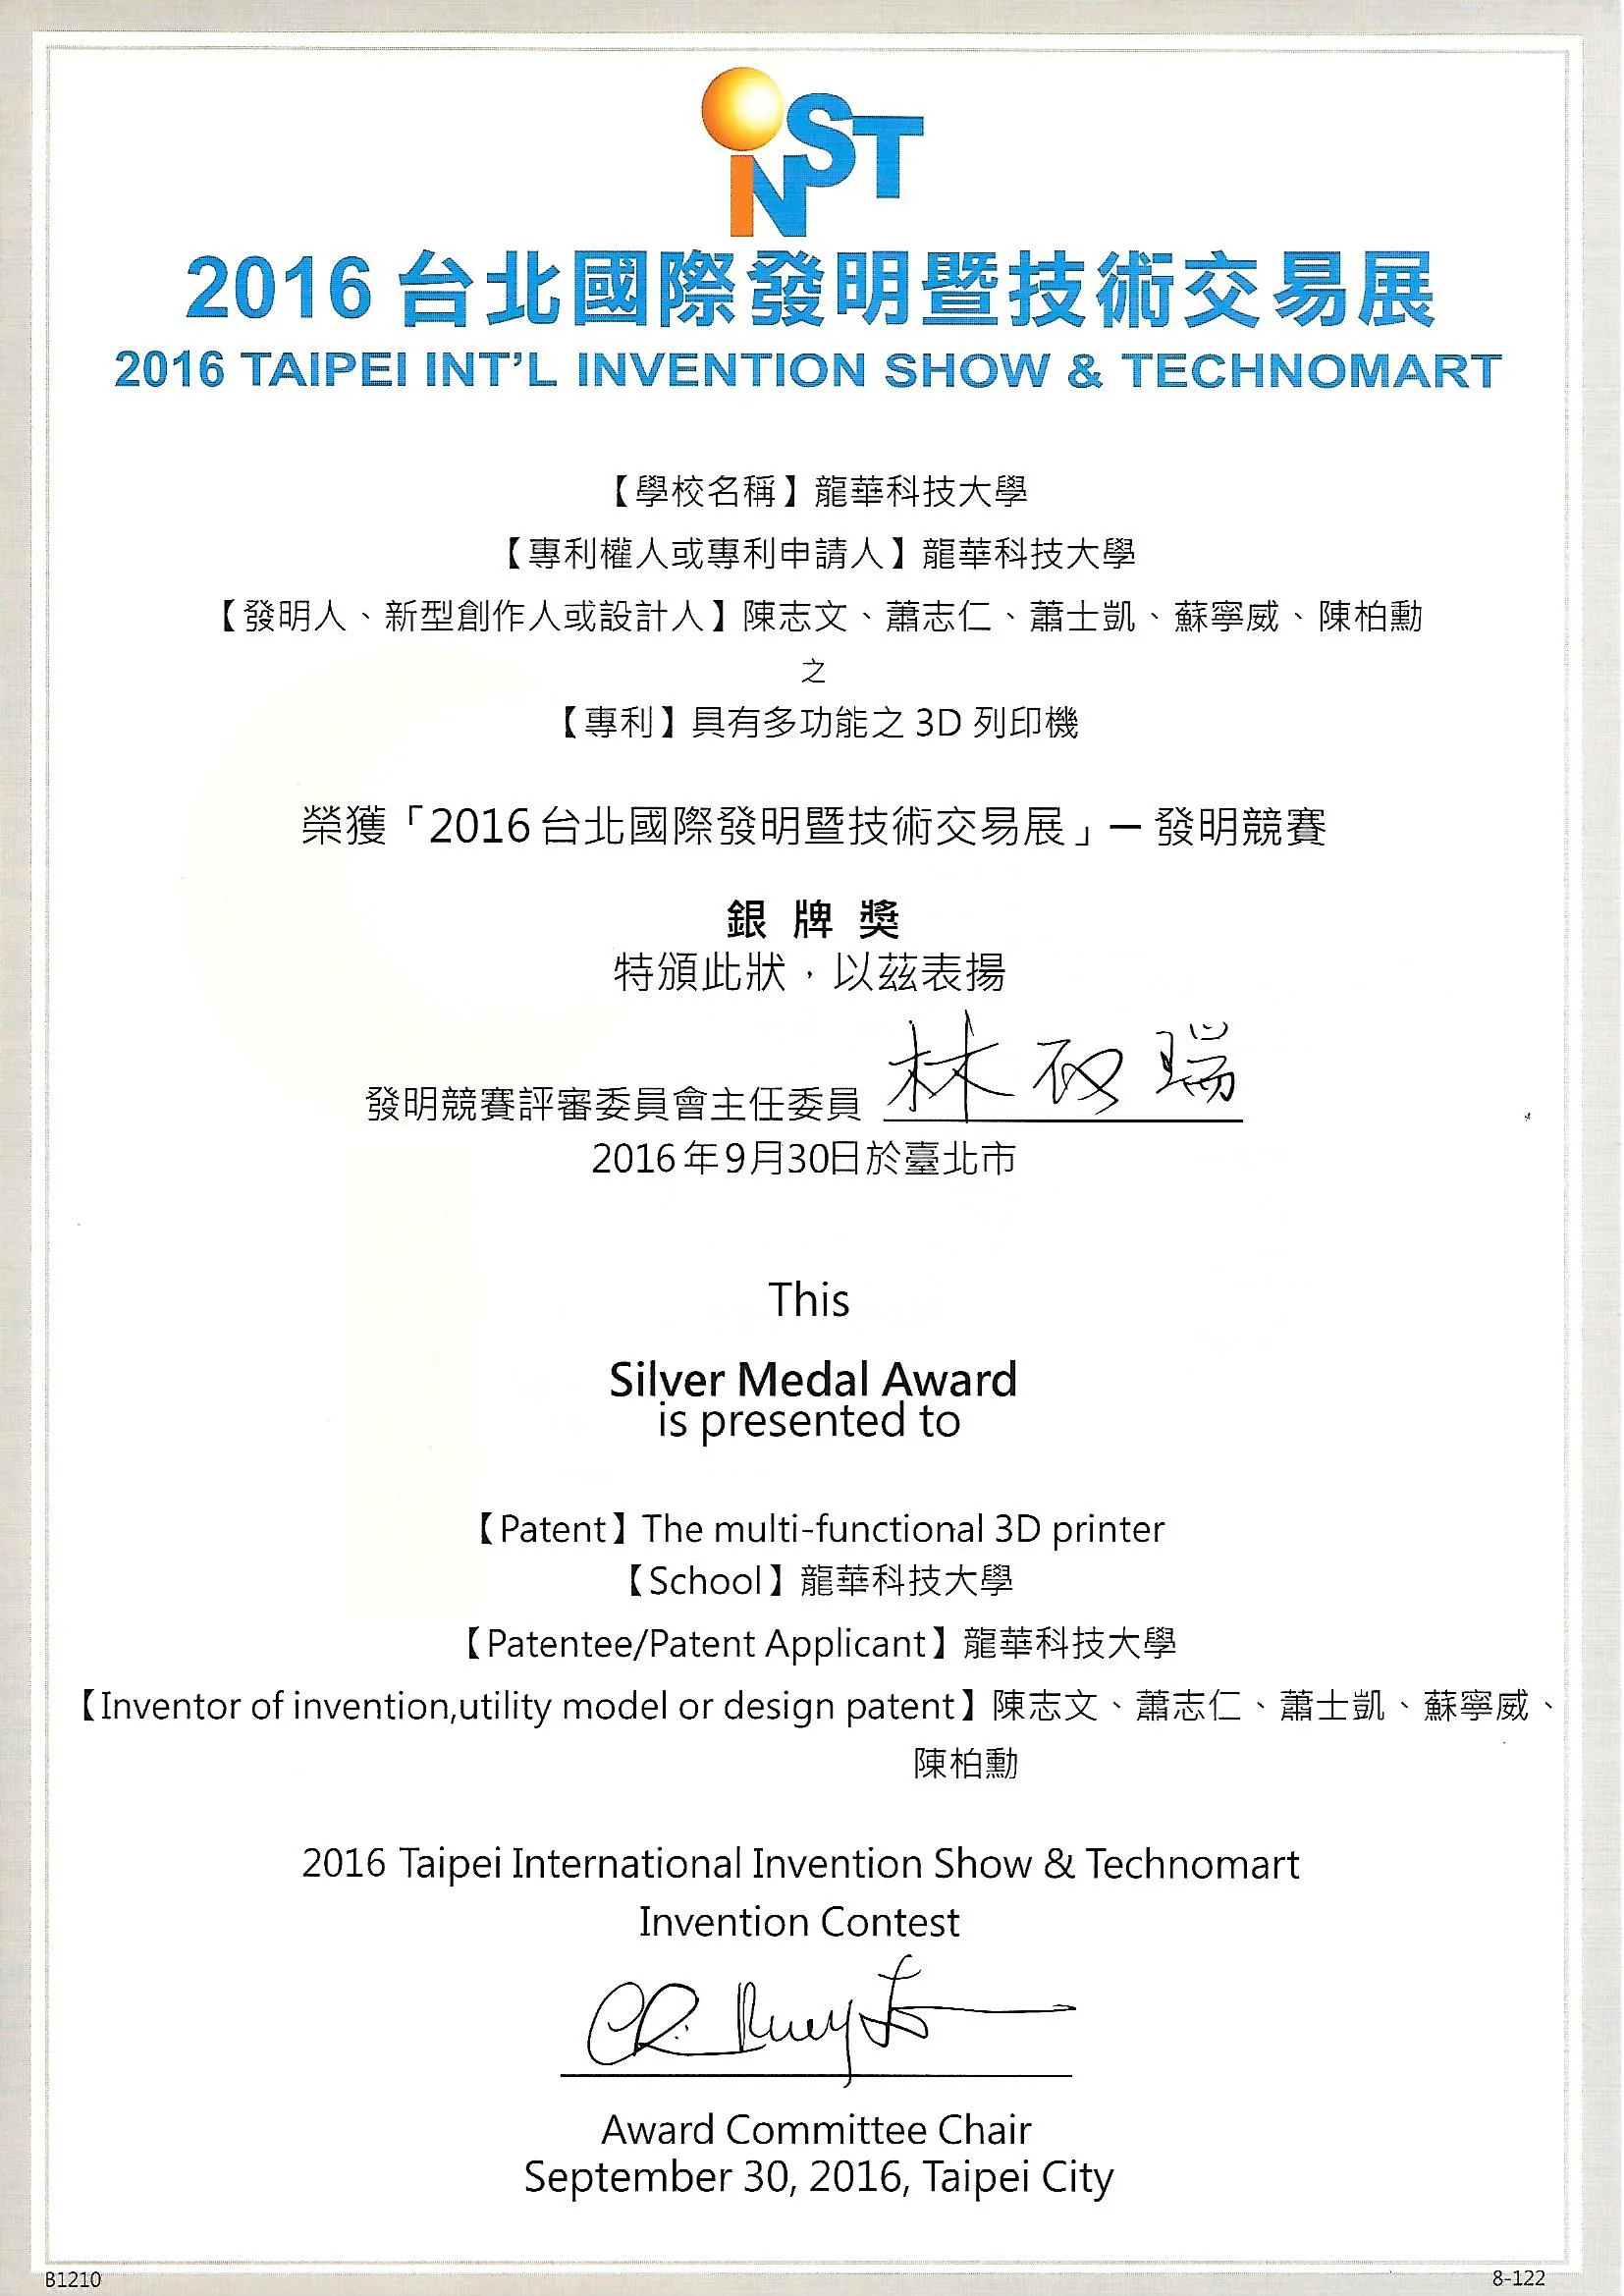 iNST
2016 台北國際發明暨技術交易展
2016 TAIPEI INT'L INVENTION SHOW & TECHNOMART
【學校名稱】龍華科技大學
【專利權人或專利申請人】龍華科技大學
【發明人、新型創作人或設計人】陳志文、蕭志仁、蕭士凱、蘇寧威、陳柏勳
之
【專利】具有多功能之 3D 列印機
榮獲「2016台北國際發明暨技術交易展」— 發明競賽
銀 牌 獎
特頒此狀，以茲表揚
發明競賽評審委員會主任委員
2016年9月30日於臺北市
This
Silver Medal Award
is presented to
【Patent】The multi-functional 3D printer
【School】龍華科技大學
【Patentee/Patent Applicant】龍華科技大學
【Inventor of invention,utility model or design patent】陳志文、蕭志仁、蕭士凱、蘇寧威、
陳柏勳
2016 Taipei International Invention Show & Technomart
Invention Contest
Award Committee Chair
September 30, 2016, Taipei City
B1210
8-122